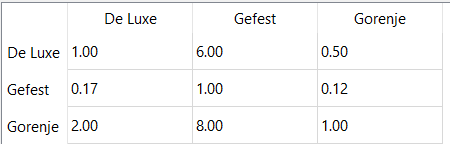 De Luxe Gefest Gorenje
De Luxe 1.00 6.00 0.50
Gefest 0.17 1.00 0.12
Gorenje 2.00 8.00 1.00